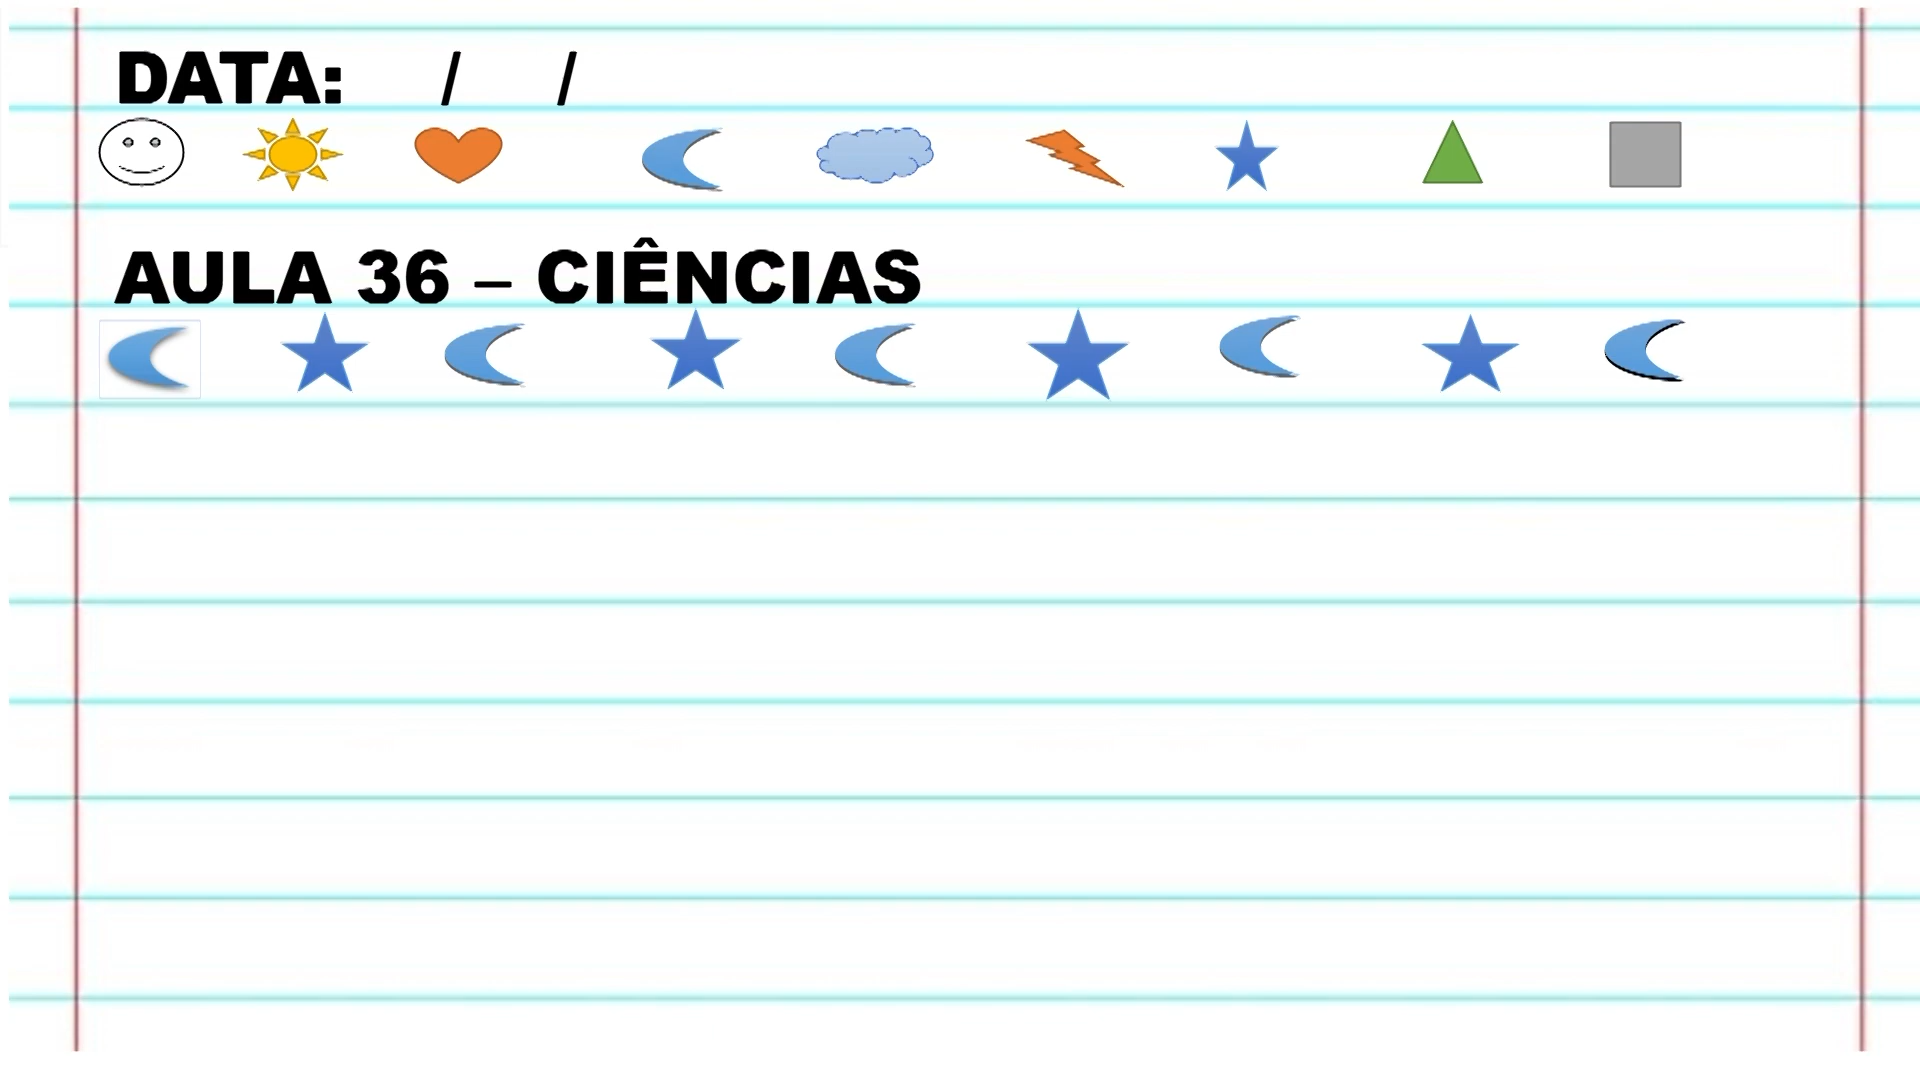 DATA: / /
AULA 36 – CIÊNCIAS